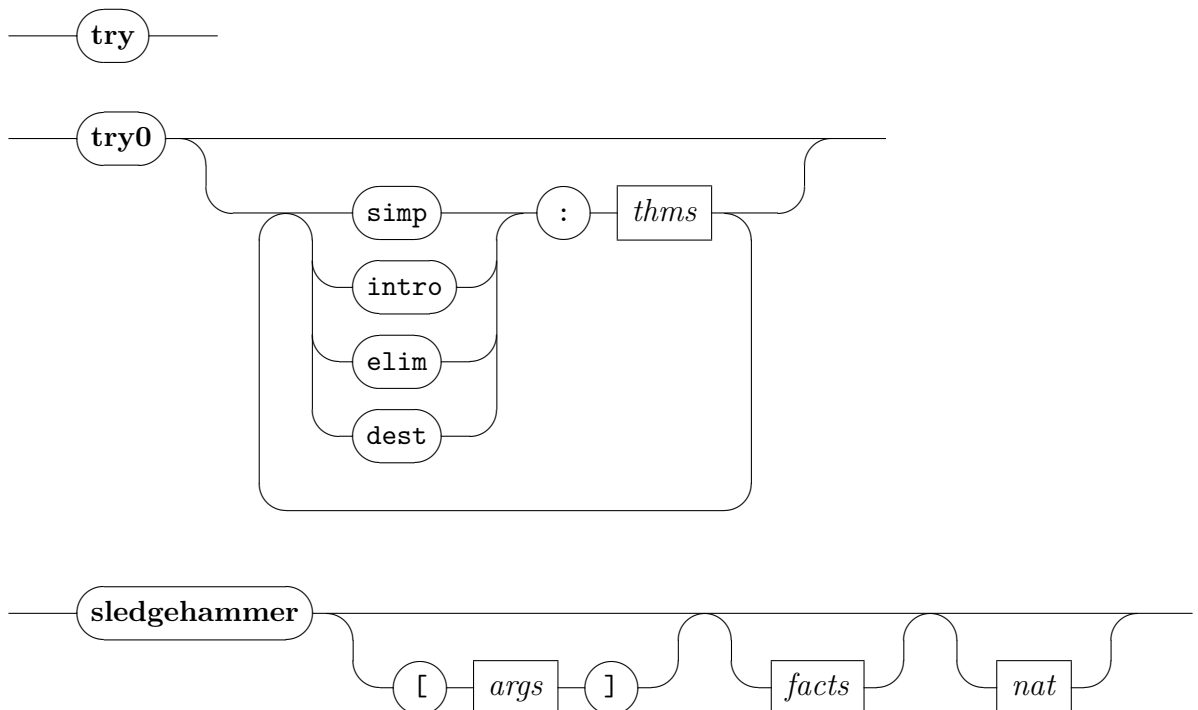 try
try0
simp : thms
intro
elim
dest
sledgehammer
[ args ] facts nat